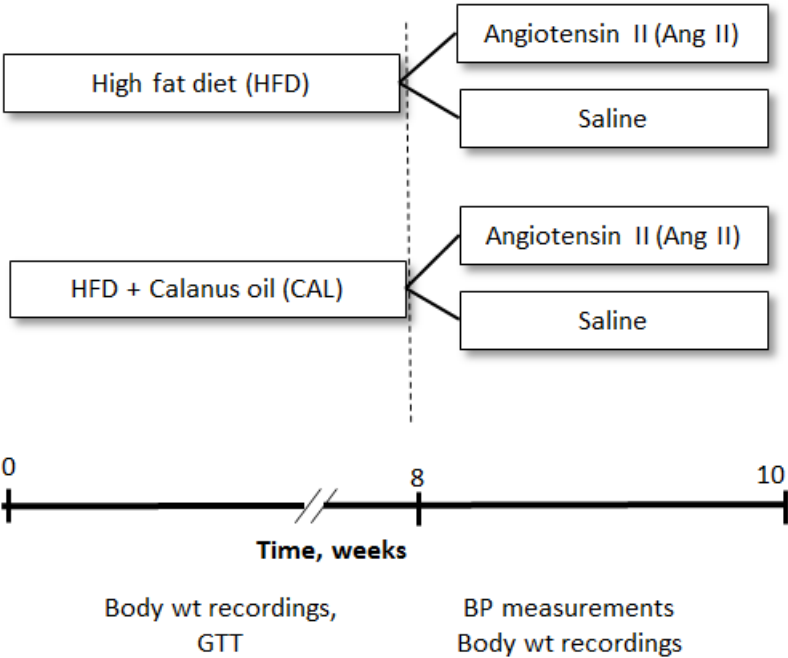 Angiotensin II (Ang II)
High fat diet (HFD)
Saline
Angiotensin II (Ang II)
HFD + Calanus oil (CAL)
Saline
0
8
10
Time, weeks
Body wt recordings,
GTT
BP measurements
Body wt recordings